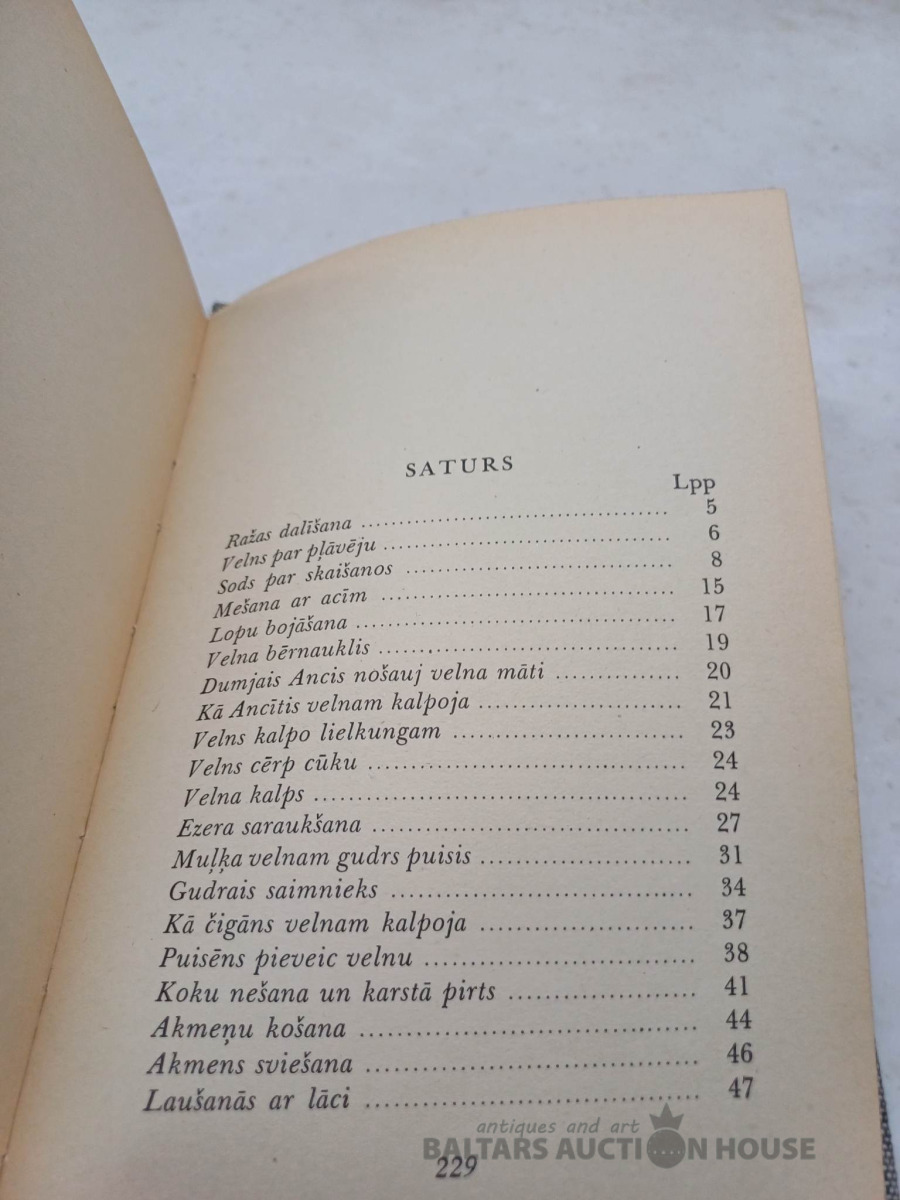 SATURS
Lpp
Ražas dalīšana ........ 5
Velns par pļāvēju ........ 6
Sods par skaišanos ........ 8
Mešana ar acīm ........ 15
Lopu bojāšana ........ 17
Velna bērnauklis ........ 19
Dumjais Ancis nošauj velna māti ........ 20
Kā Ancītis velnam kalpoja ........ 21
Velns kalpo lielkungam ........ 23
Velns cērp cūku ........ 24
Velna kalps ........ 24
Ezera saraukšana ........ 27
Muļķa velnam gudrs puisis ........ 31
Gudrais saimnieks ........ 34
Kā čigāns velnam kalpoja ........ 37
Puisēns pieveic velnu ........ 38
Koku nešana un karstā pirts ........ 41
Akmeņu košana ........ 44
Akmens sviešana ........ 46
Laušanās ar lāci ........ 47
antiques and art
BALTARS AUCTION HOUSE
229